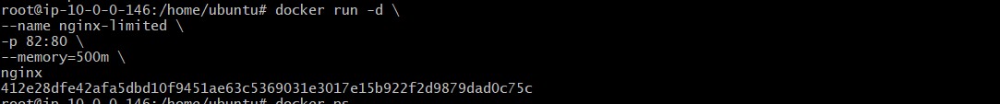 root@ip-10-0-0-146:/home/ubuntu# docker run -d \
--name nginx-limited \
-p 82:80 \
--memory=500m \
nginx
412e28dfe42afa5dbd10f9451ae63c5369031e3017e15b922f2d9879dad0c75c
root@ip-10-0-0-146:/home/ubuntu# docker ps